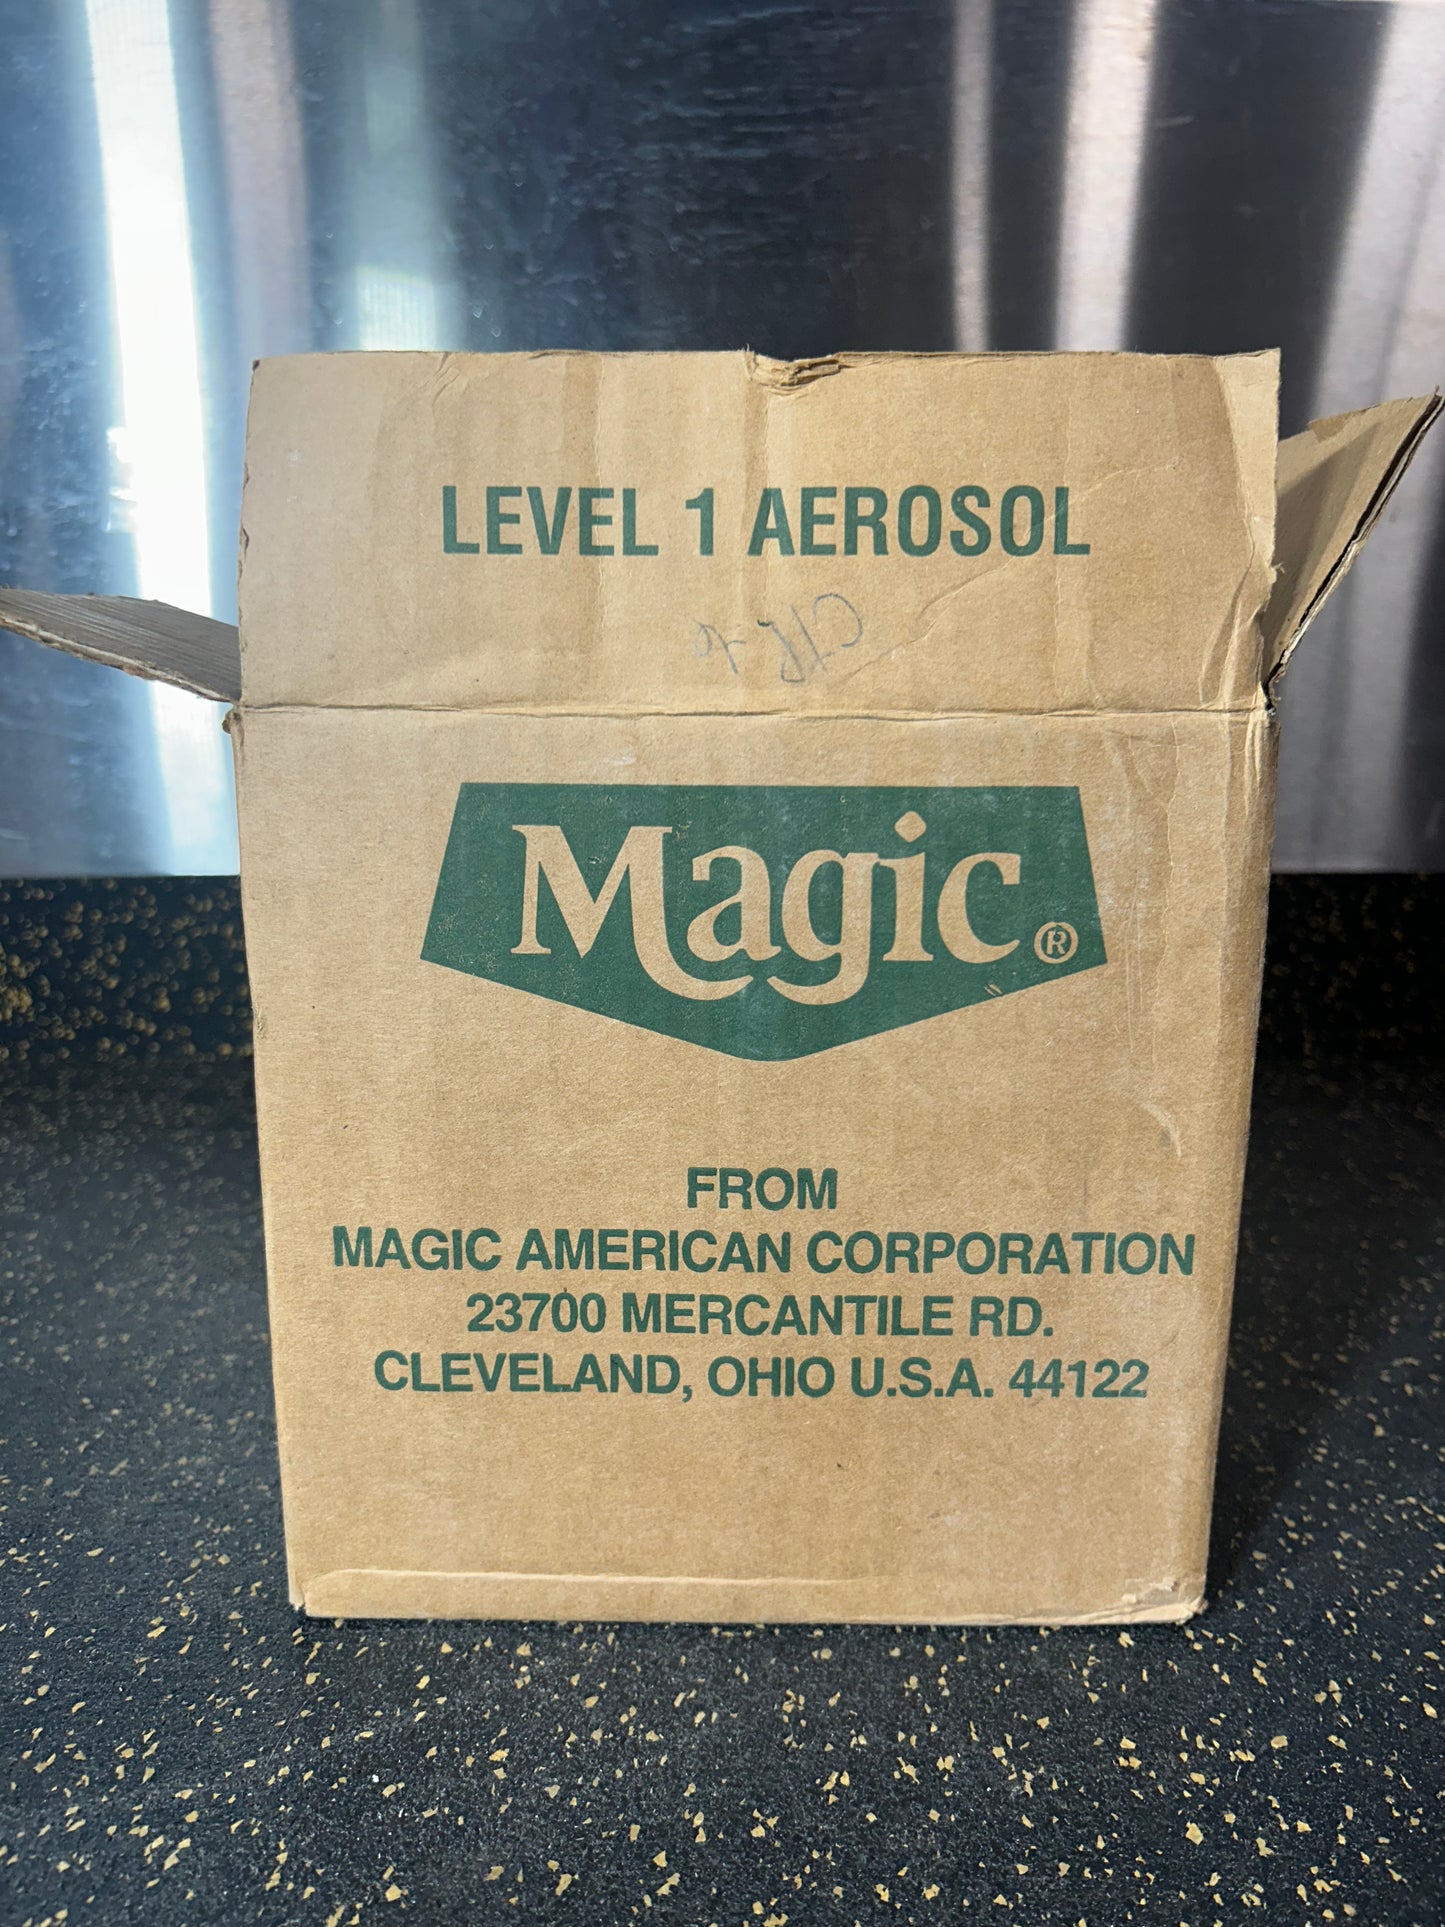 LEVEL 1 AEROSOL
Magic®
FROM
MAGIC AMERICAN CORPORATION
23700 MERCANTILE RD.
CLEVELAND, OHIO U.S.A. 44122